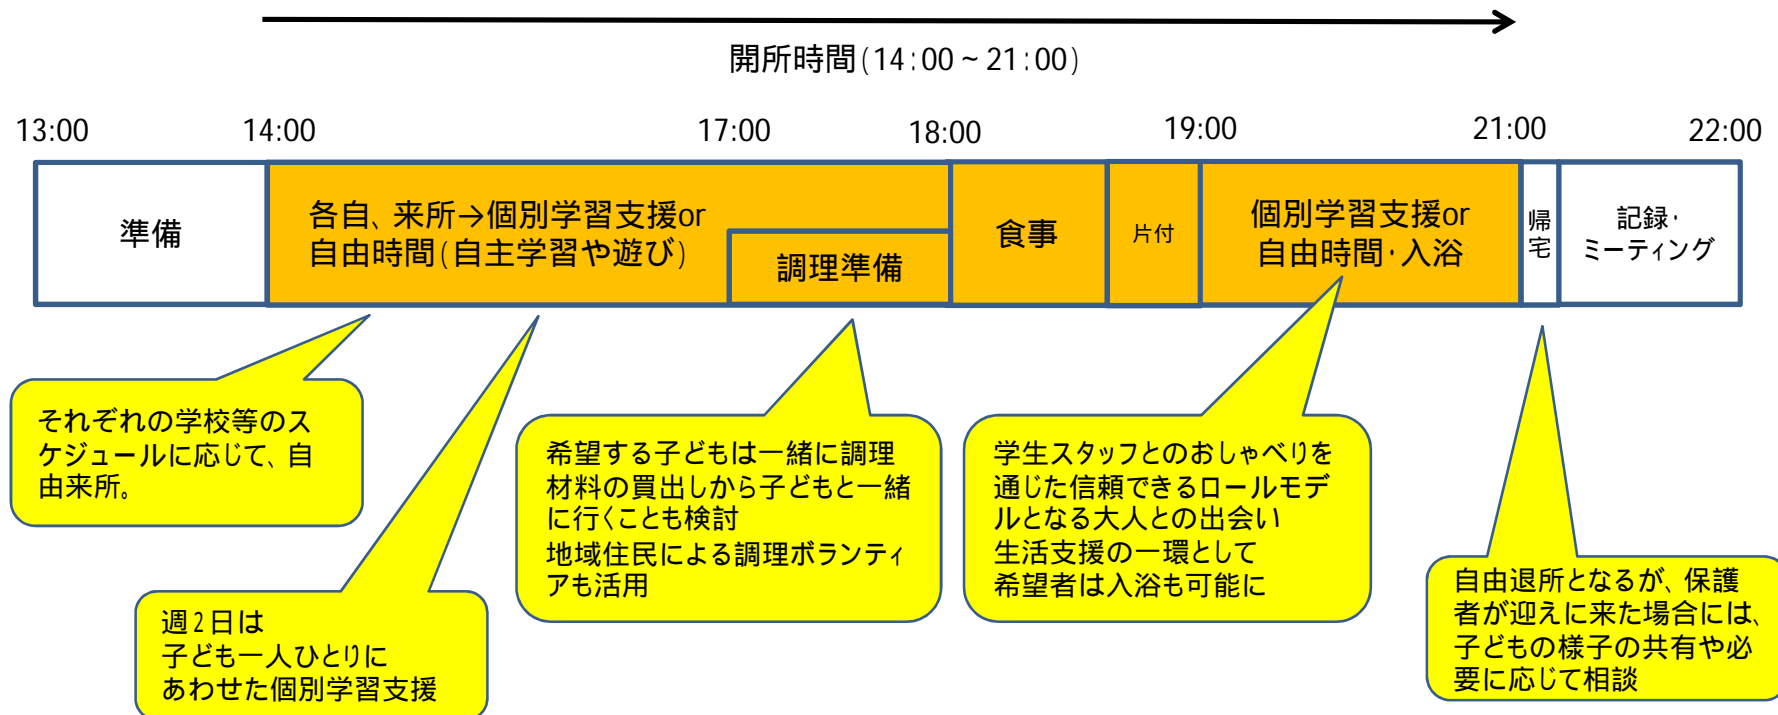 開所時間(14:00~21:00)
13:00
14:00
17:00
18:00
19:00
21:00
22:00
準備
各自、来所→個別学習支援or
自由時間(自主学習や遊び)
調理準備
食事
片付
個別学習支援or
自由時間・入浴
帰
宅
記録・
ミーティング
それぞれの学校等のス
ケジュールに応じて、自
由来所。
週2日は
子ども一人ひとりに
あわせた個別学習支援
希望する子どもは一緒に調理
材料の買出しから子どもと一緒
に行くことも検討
地域住民による調理ボランティ
アも活用
学生スタッフとのおしゃべりを
通じた信頼できるロールモデ
ルとなる大人との出会い
生活支援の一環として
希望者は入浴も可能に
自由退所となるが、保護
者が迎えに来た場合には、
子どもの様子の共有や必
要に応じて相談